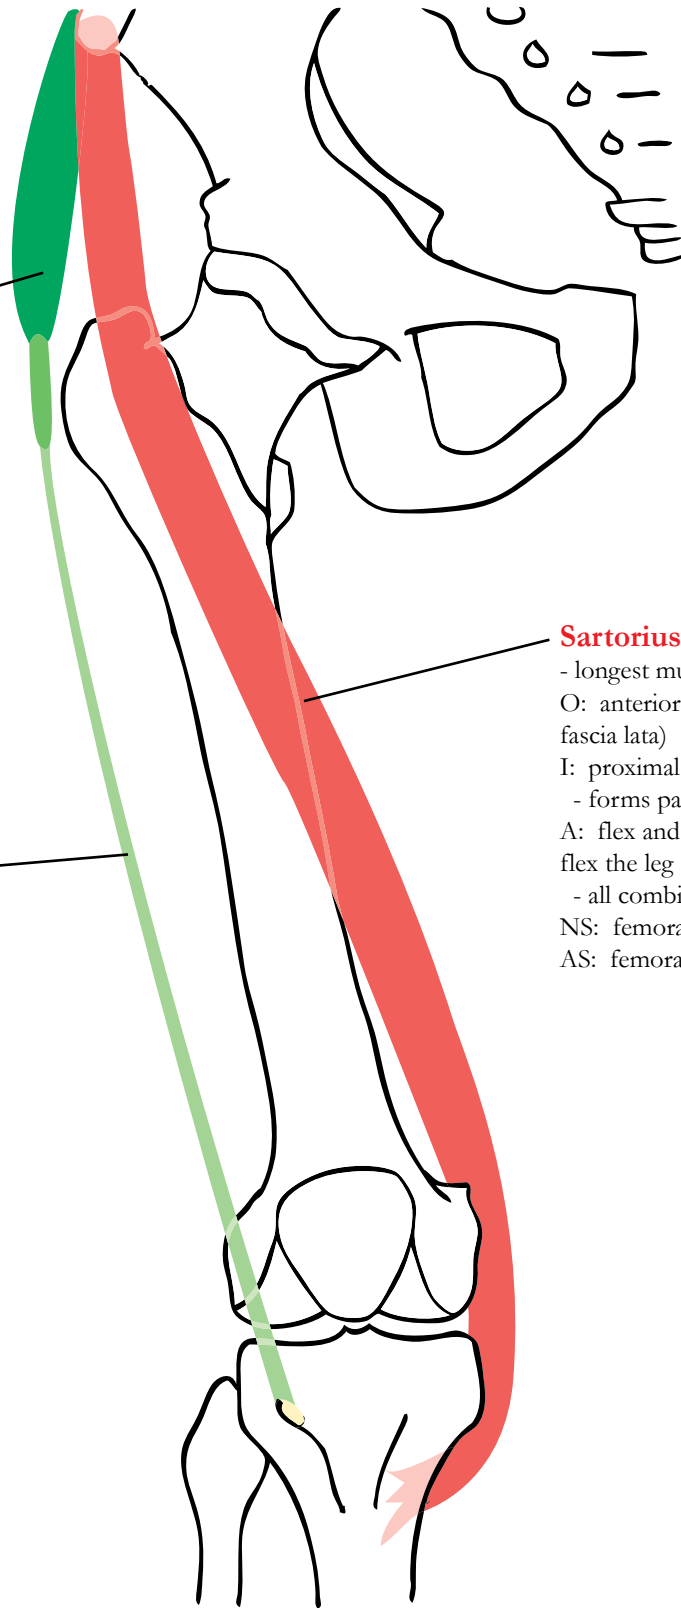 Sartorius
- longest mu
O: anterior
fascia lata)
I: proximal
- forms pa
A: flex and
flex the leg
- all combi
NS: femora
AS: femora